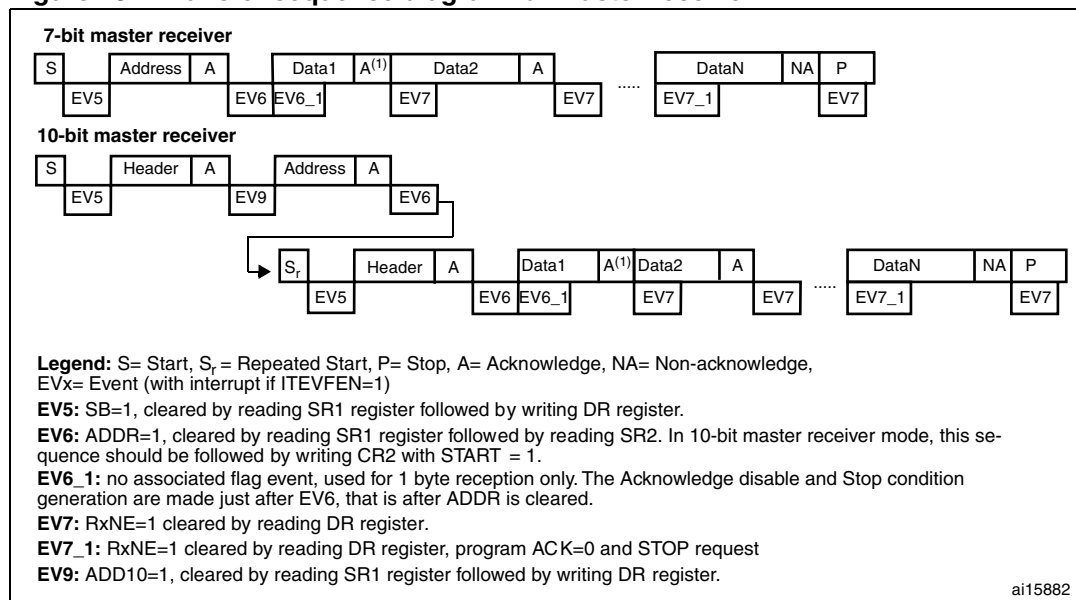 7-bit master receiver
S Address A Data1 A(1) Data2 A ..... DataN NA P
EV5 EV6 EV6_1 EV7 EV7 EV7_1 EV7
10-bit master receiver
S Header A Address A
EV5 EV9 EV6
Sr Header A Data1 A(1) Data2 A ..... DataN NA P
EV5 EV6 EV6_1 EV7 EV7 EV7_1 EV7
Legend: S= Start, Sr = Repeated Start, P= Stop, A= Acknowledge, NA= Non-acknowledge,
EVx= Event (with interrupt if ITEVFEN=1)
EV5: SB=1, cleared by reading SR1 register followed by writing DR register.
EV6: ADDR=1, cleared by reading SR1 register followed by reading SR2. In 10-bit master receiver mode, this se-
quence should be followed by writing CR2 with START = 1.
EV6_1: no associated flag event, used for 1 byte reception only. The Acknowledge disable and Stop condition
generation are made just after EV6, that is after ADDR is cleared.
EV7: RxNE=1 cleared by reading DR register.
EV7_1: RxNE=1 cleared by reading DR register, program ACK=0 and STOP request
EV9: ADD10=1, cleared by reading SR1 register followed by writing DR register.
ai15882